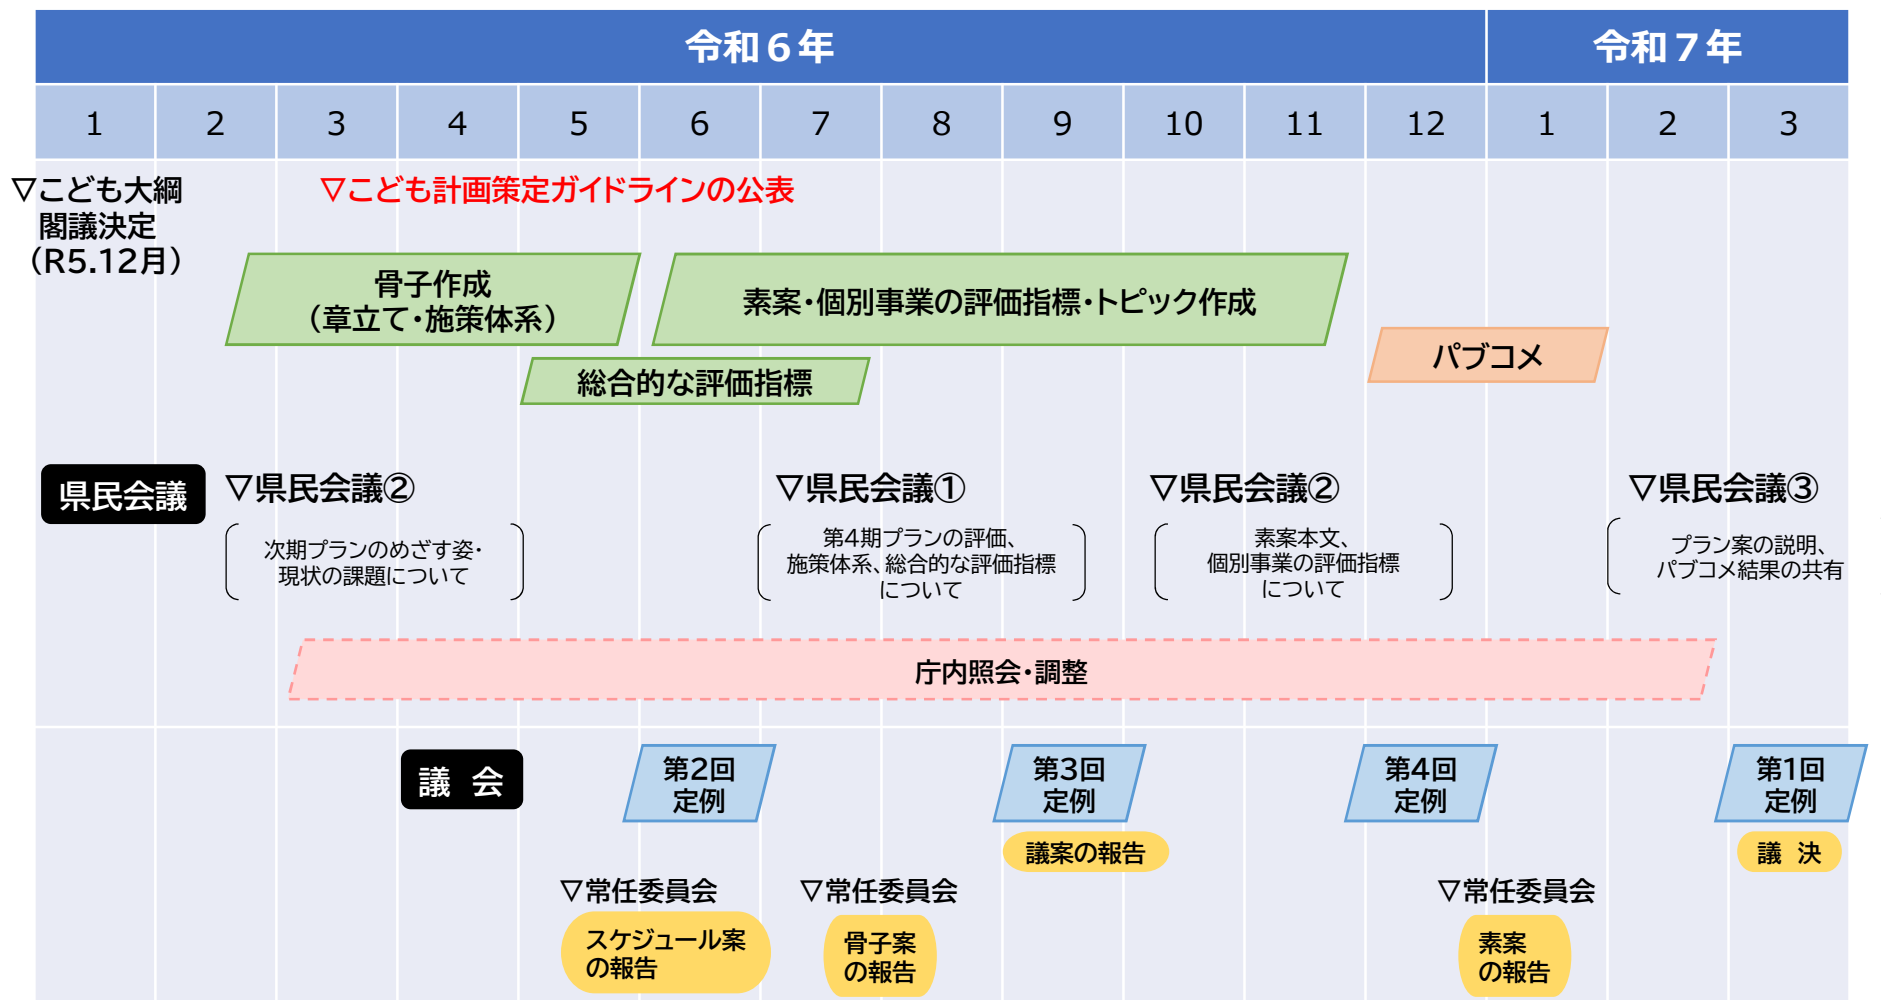 令和6年
令和7年
1 2 3 4 5 6 7 8 9 10 11 12 1 2 3
▽こども大綱
閣議決定
（R5.12月）
▽こども計画策定ガイドラインの公表
骨子作成
（章立て・施策体系）
素案・個別事業の評価指標・トピック作成
総合的な評価指標
パブコメ
県民会議
▽県民会議②
次期プランのめざす姿・
現状の課題について
▽県民会議①
第4期プランの評価、
施策体系、総合的な評価指標
について
▽県民会議②
素案本文、
個別事業の評価指標
について
▽県民会議③
プラン案の説明、
パブコメ結果の共有
庁内照会・調整
議 会
第2回
定例
第3回
定例
第4回
定例
第1回
定例
議案の報告
議 決
▽常任委員会
スケジュール案
の報告
▽常任委員会
骨子案
の報告
▽常任委員会
素案
の報告